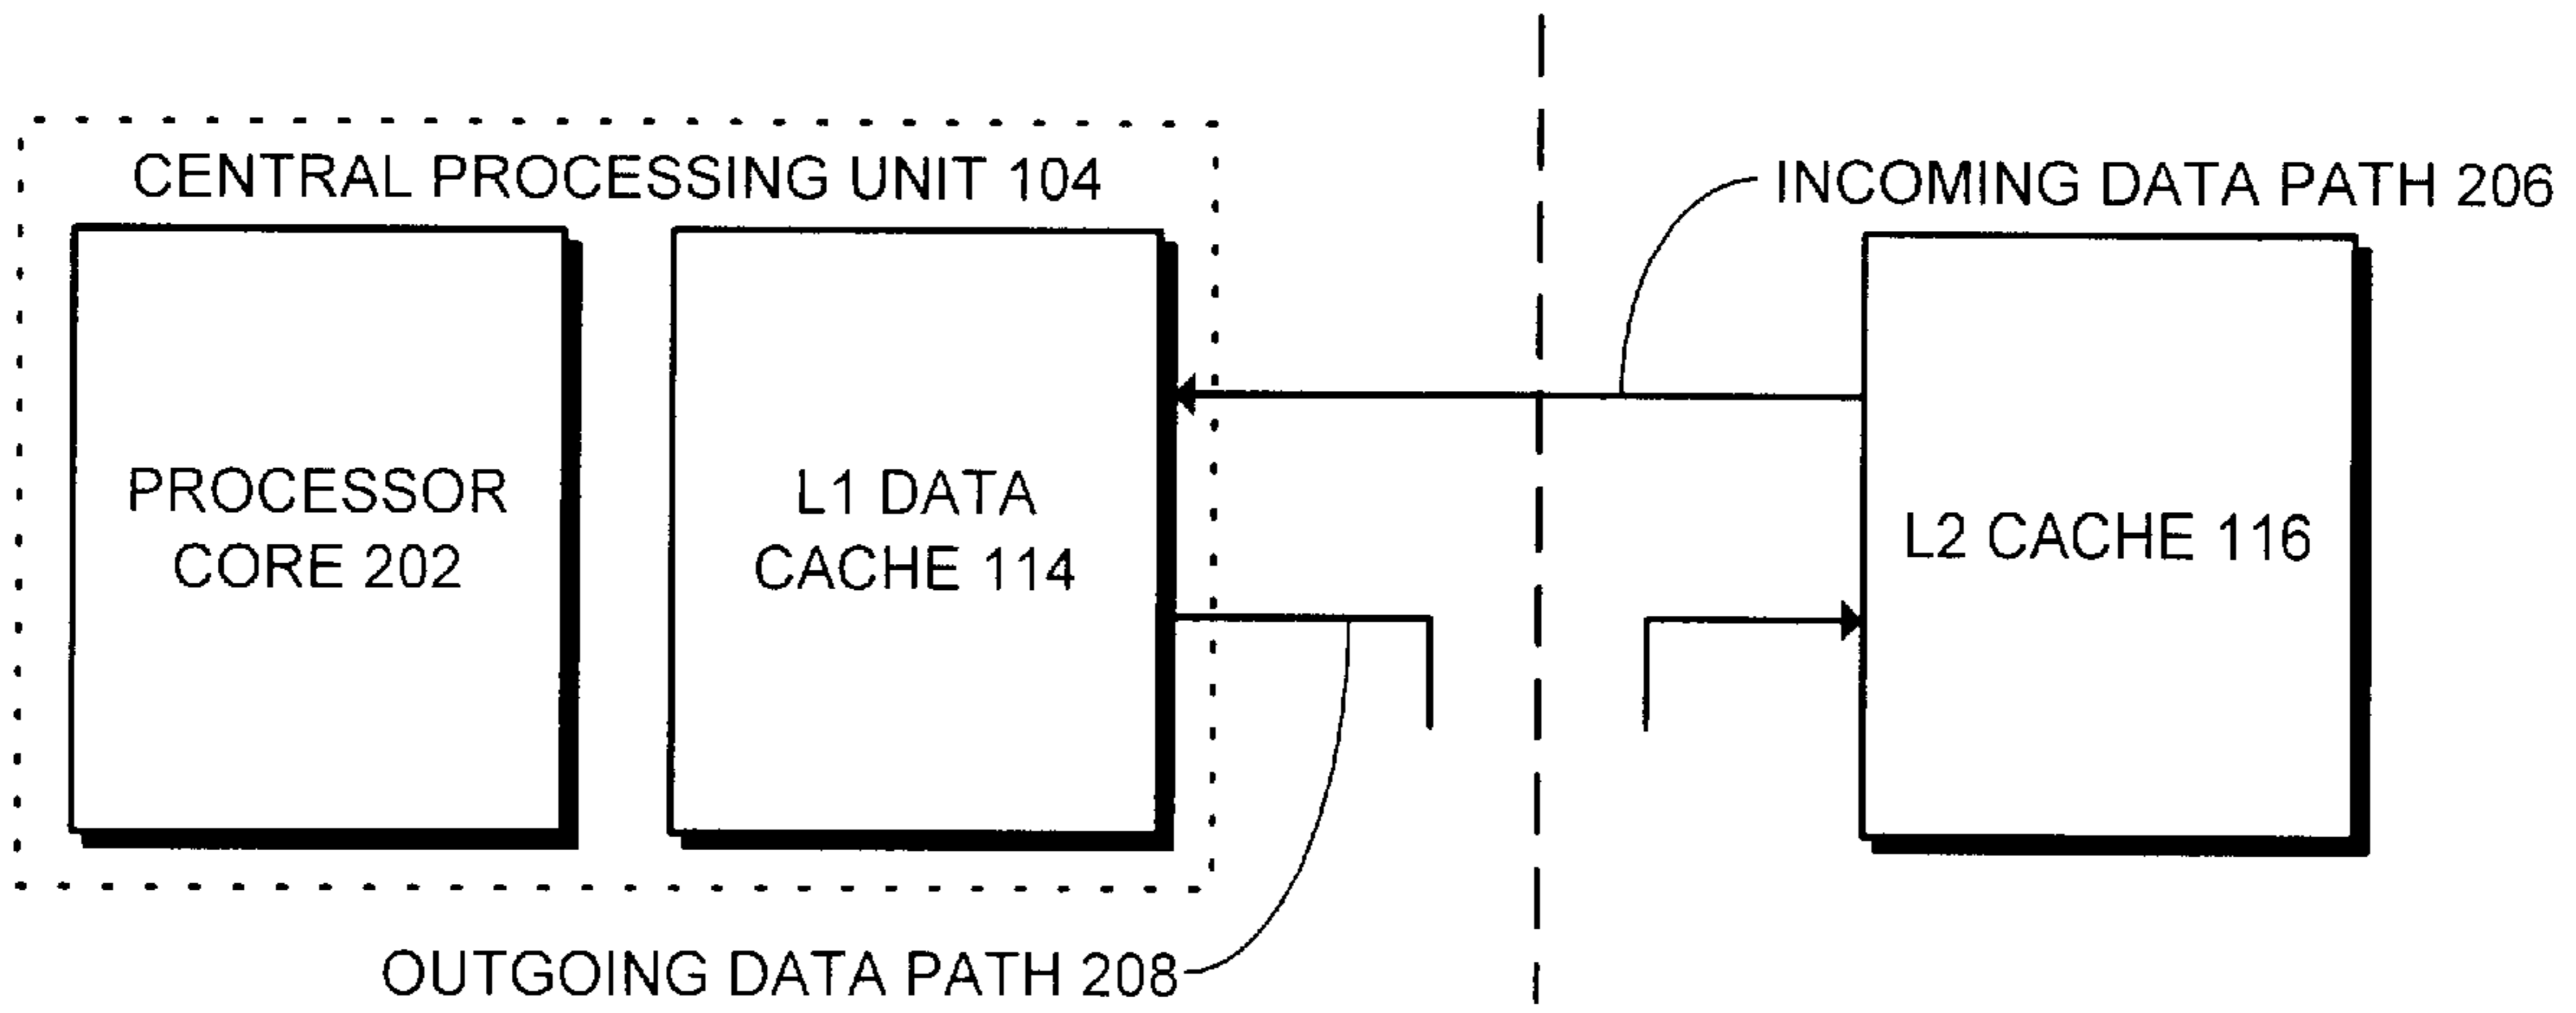 CENTRAL PROCESSING UNIT 104
INCOMING DATA PATH 206
PROCESSOR
CORE 202
L1 DATA
CACHE 114
L2 CACHE 116
OUTGOING DATA PATH 208